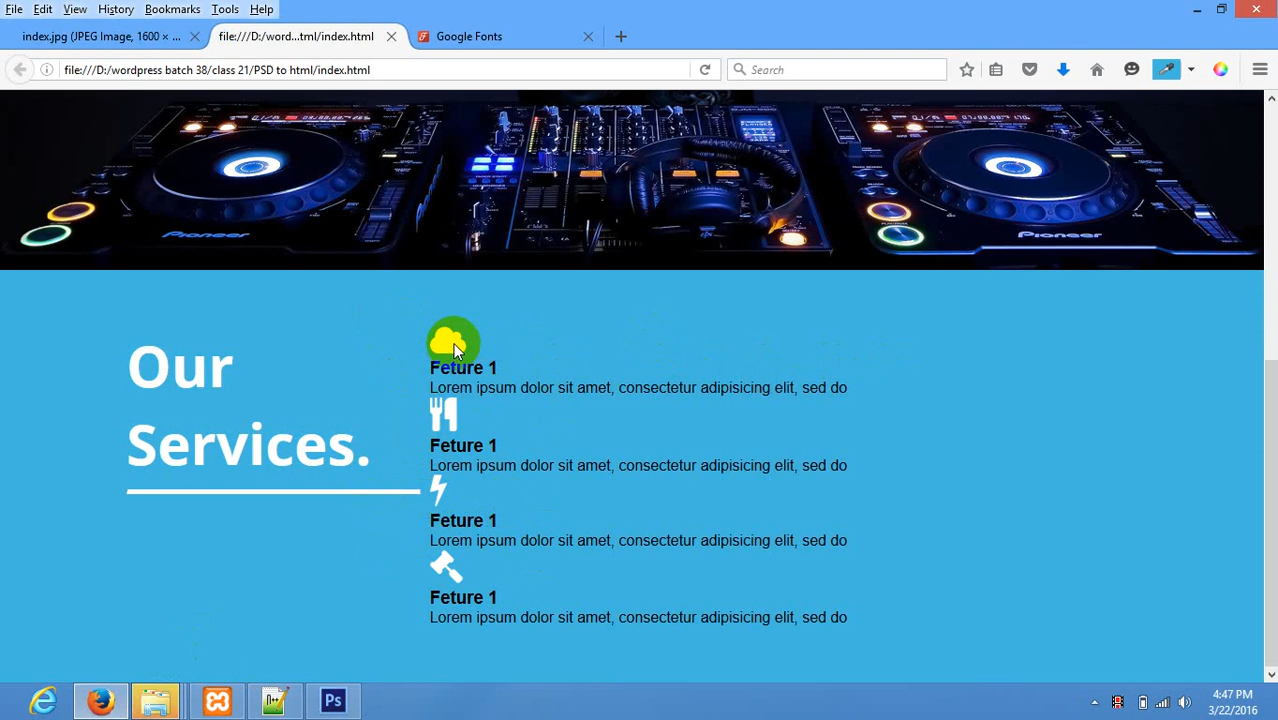 File Edit View History Bookmarks Tools Help
index.jpg (JPEG Image, 1600 × ... file:///D:/word...tml/index.html Google Fonts
file:///D:/wordpress batch 38/class 21/PSD to html/index.html Search
Pioneer Pioneer
Our
Services.
Feture 1
Lorem ipsum dolor sit amet, consectetur adipisicing elit, sed do
Feture 1
Lorem ipsum dolor sit amet, consectetur adipisicing elit, sed do
Feture 1
Lorem ipsum dolor sit amet, consectetur adipisicing elit, sed do
Feture 1
Lorem ipsum dolor sit amet, consectetur adipisicing elit, sed do
Ps
4:47 PM
3/22/2016